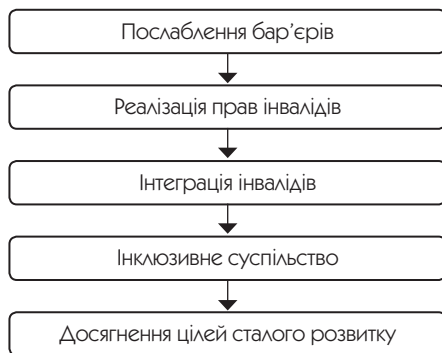 Послаблення бар’єрів
Реалізація прав інвалідів
Інтеграція інвалідів
Інклюзивне суспільство
Досягнення цілей сталого розвитку